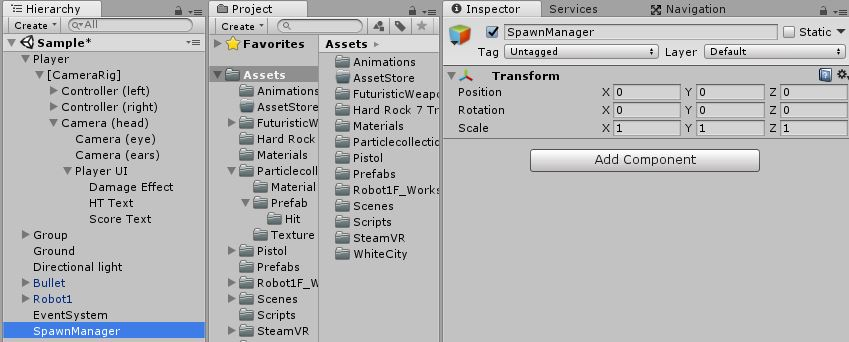 Hierarchy
Create
All
Sample*
Player
[CameraRig]
Controller (left)
Controller (right)
Camera (head)
Camera (eye)
Camera (ears)
Player UI
Damage Effect
HT Text
Score Text
Group
Ground
Directional light
Bullet
Robot1
EventSystem
SpawnManager
Project
Create
Favorites
Assets
Animations
AssetStore
FuturisticW
Hard Rock
Materials
Particlecollec
Material
Prefab
Hit
Texture
Pistol
Prefabs
Robot1F_W
Scenes
Scripts
SteamVR
Assets
Animations
AssetStore
FuturisticWeapo
Hard Rock 7 Tr
Materials
Particlecollectio
Pistol
Prefabs
Robot1F_Works
Scenes
Scripts
SteamVR
WhiteCity
Inspector Services Navigation
SpawnManager Static
Tag Untagged Layer Default
Transform
Position X 0 Y 0 Z 0
Rotation X 0 Y 0 Z 0
Scale X 1 Y 1 Z 1
Add Component